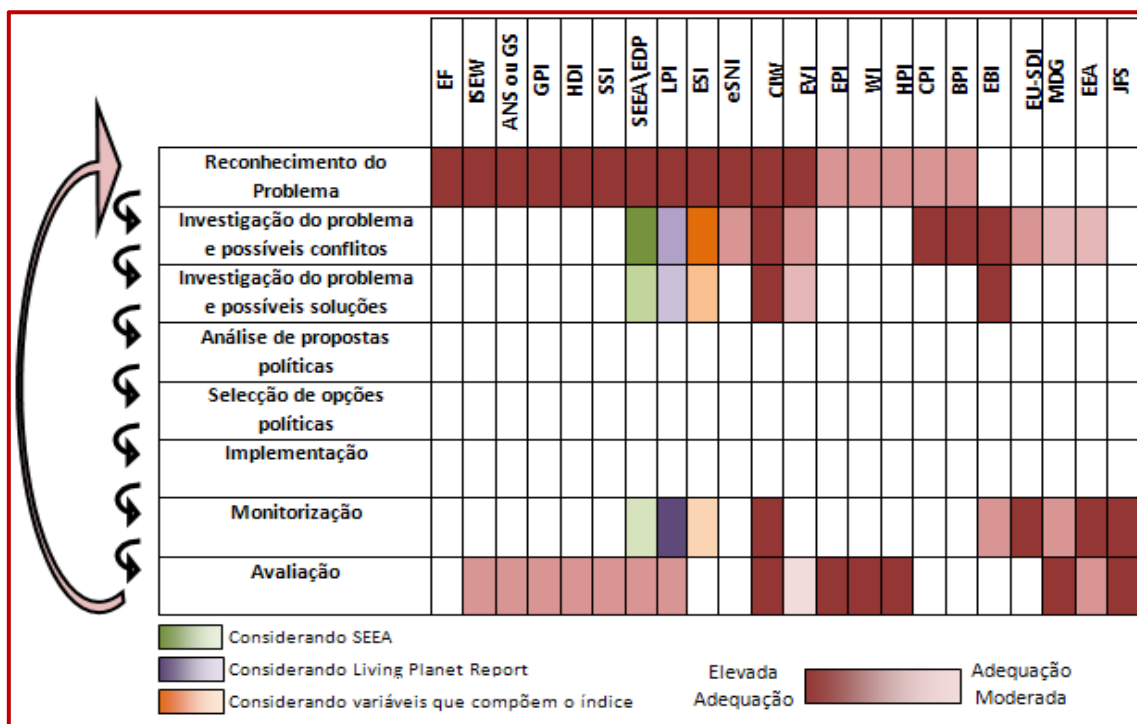 EF
ISEW
ANS ou GS
GPI
HDI
SSI
SEEA\EDP
LPI
ESI
eSNI
CIW
EVI
EPI
WI
HPI
CPI
BPI
EBI
EU-SDI
MDG
EEA
JFS
Reconhecimento do
Problema
Investigação do problema
e possíveis conflitos
Investigação do problema
e possíveis soluções
Análise de propostas
políticas
Selecção de opções
políticas
Implementação
Monitorização
Avaliação
Considerando SEEA
Considerando Living Planet Report
Considerando variáveis que compõem o índice
Elevada
Adequação
Adequação
Moderada